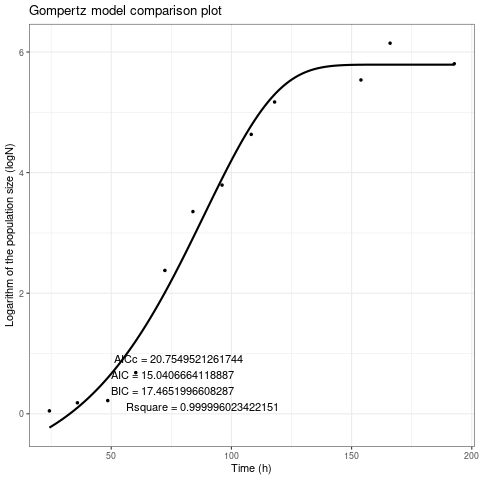 Gompertz model comparison plot
Logarithm of the population size (logN)
6
4
2
0
AICc = 20.7549521261744
AIC = 15.0406664118887
BIC = 17.4651996608287
Rsquare = 0.999996023422151
50
100
150
200
Time (h)